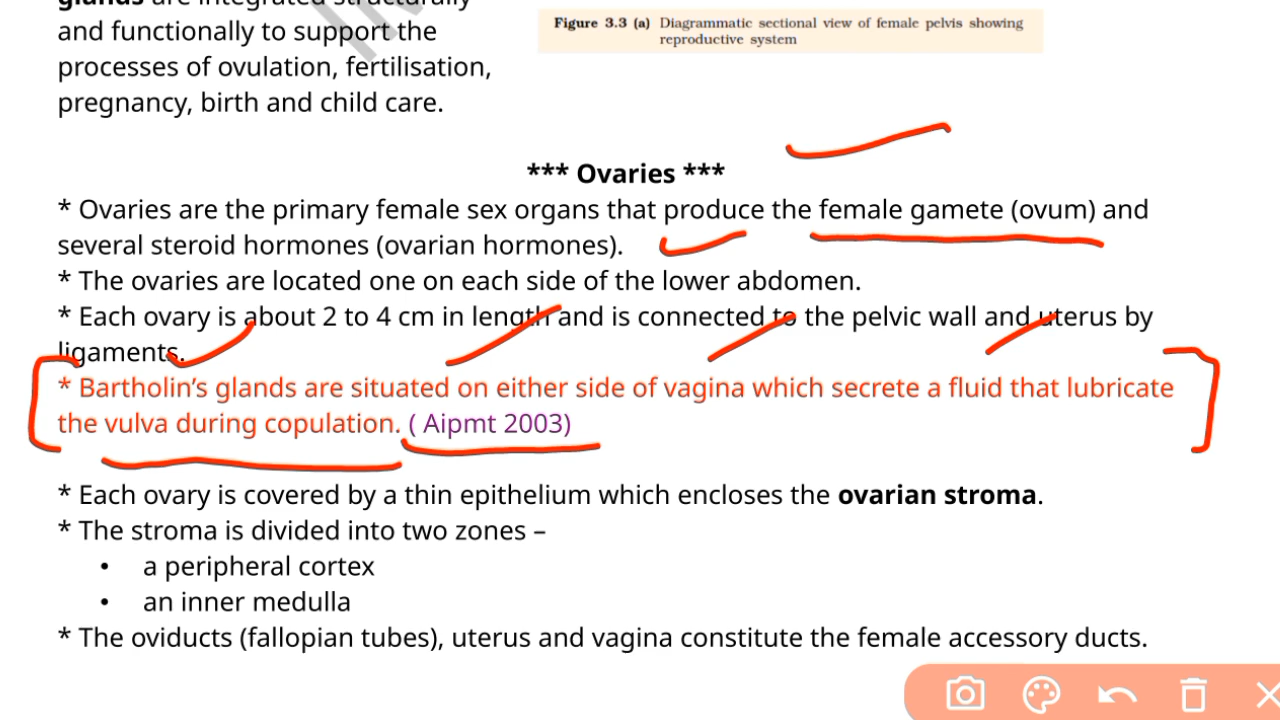 glands are integrated structurally
and functionally to support the
processes of ovulation, fertilisation,
pregnancy, birth and child care.
Figure 3.3 (a) Diagrammatic sectional view of female pelvis showing
reproductive system
*** Ovaries ***
* Ovaries are the primary female sex organs that produce the female gamete (ovum) and
several steroid hormones (ovarian hormones).
* The ovaries are located one on each side of the lower abdomen.
* Each ovary is about 2 to 4 cm in length and is connected to the pelvic wall and uterus by
ligaments.
* Bartholin’s glands are situated on either side of vagina which secrete a fluid that lubricate
the vulva during copulation. ( Aipmt 2003)
* Each ovary is covered by a thin epithelium which encloses the ovarian stroma.
* The stroma is divided into two zones –
• a peripheral cortex
• an inner medulla
* The oviducts (fallopian tubes), uterus and vagina constitute the female accessory ducts.